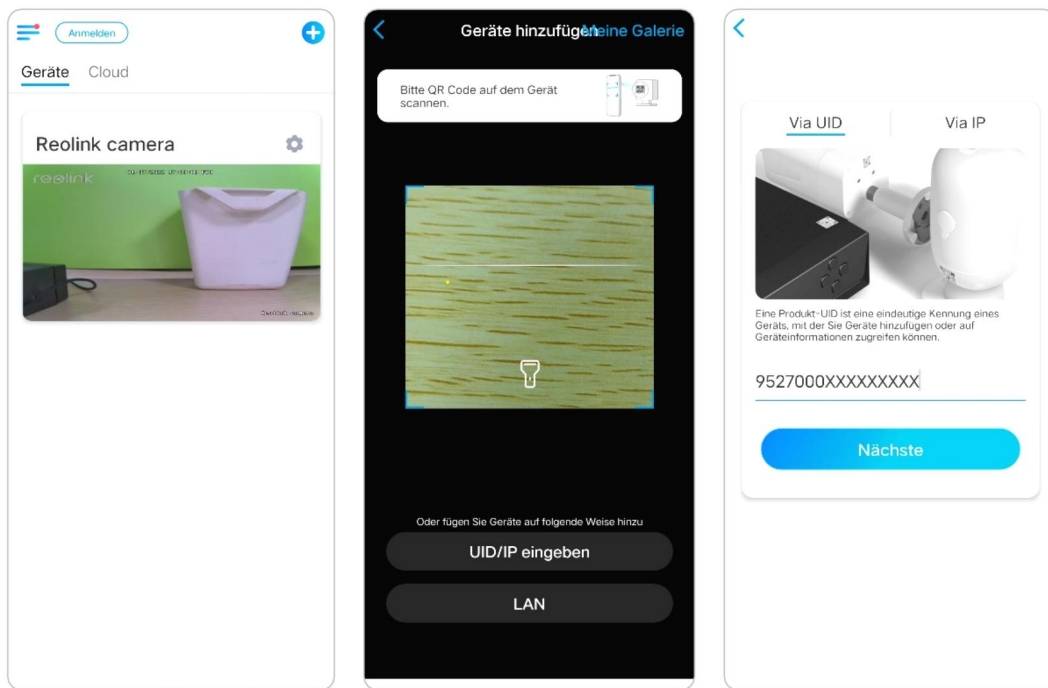 Anmelden
Geräte
Cloud
Reolink camera
reolink
Reolink camera
Geräte hinzufügen
Meine Galerie
Bitte QR Code auf dem Gerät
scannen.
Oder fügen Sie Geräte auf folgende Weise hinzu
UID/IP eingeben
LAN
Via UID
Via IP
Eine Produkt-UID ist eine eindeutige Kennung eines
Geräts, mit der Sie Geräte hinzufügen oder auf
Geräteinformationen zugreifen können.
9527000XXXXXXXXX
Nächste